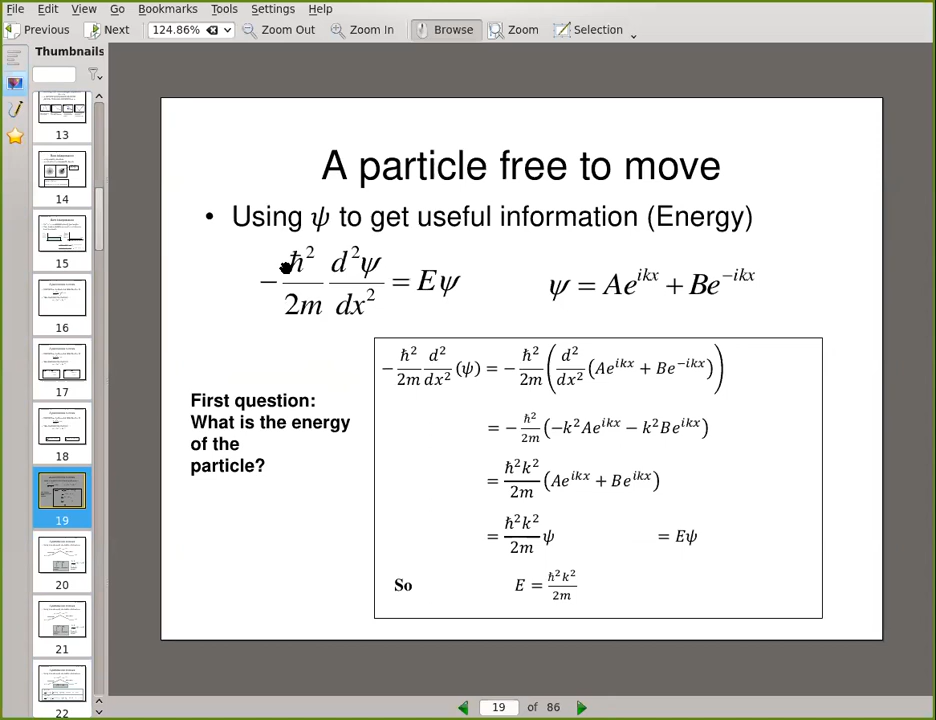 File Edit View Go Bookmarks Tools Settings Help
Previous Next 124.86% Zoom Out Zoom In Browse Zoom Selection
Thumbnails
13
14
15
16
17
18
19
20
21
22
A particle free to move
• Using ψ to get useful information (Energy)
−ħ²/2m d²ψ/dx² = Eψ ψ = Ae^{ikx} + Be^{−ikx}
First question:
What is the energy
of the
particle?
−ħ²/2m d²/dx² (ψ) = −ħ²/2m (d²/dx² (Ae^{ikx} + Be^{−ikx}))
= −ħ²/2m (−k²Ae^{ikx} − k²Be^{ikx})
= ħ²k²/2m (Ae^{ikx} + Be^{ikx})
= ħ²k²/2m ψ = Eψ
So E = ħ²k²/2m
19 of 86